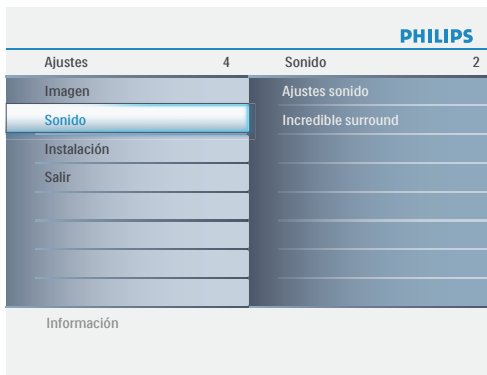 PHILIPS
Ajustes 4 Sonido 2
Imagen Ajustes sonido
Sonido Incredible surround
Instalación
Salir
Información